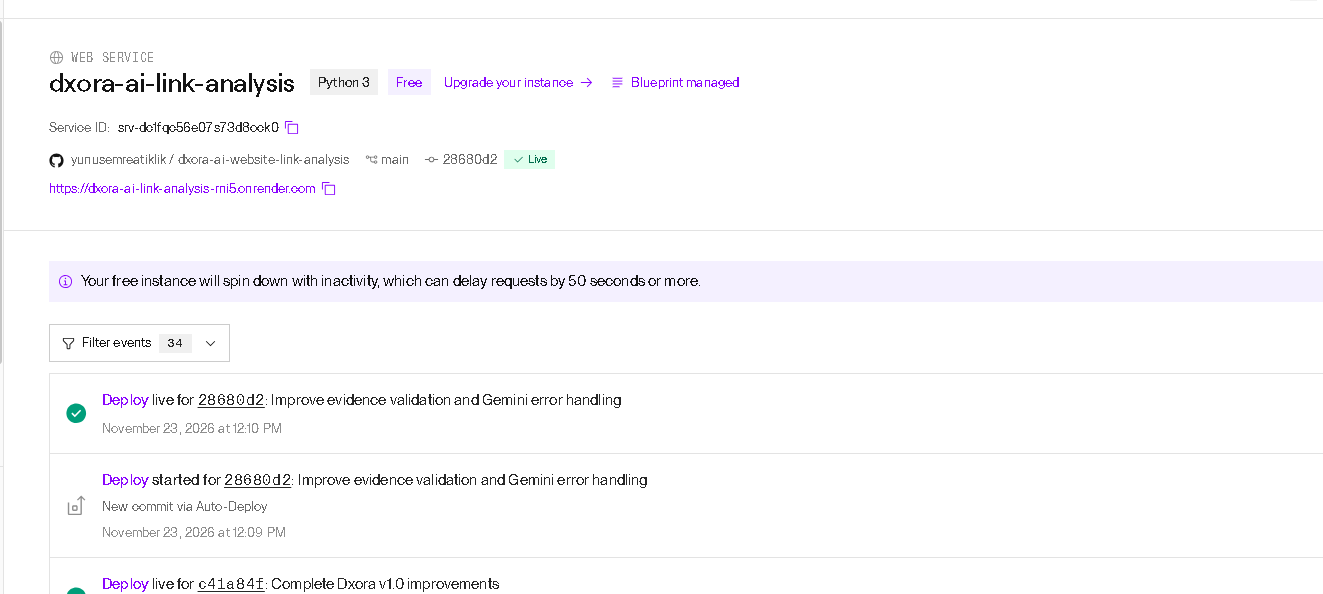 WEB SERVICE
dxora-ai-link-analysis Python 3 Free Upgrade your instance → Blueprint managed
Service ID: srv-dc1fqc56e07s73d8ock0
yunusemreatiklik / dxora-ai-website-link-analysis main 28680d2 Live
https://dxora-ai-link-analysis-rni5.onrender.com
Your free instance will spin down with inactivity, which can delay requests by 50 seconds or more.
Filter events 34
Deploy live for 28680d2: Improve evidence validation and Gemini error handling
November 23, 2026 at 12:10 PM
Deploy started for 28680d2: Improve evidence validation and Gemini error handling
New commit via Auto-Deploy
November 23, 2026 at 12:09 PM
Deploy live for c41a84f: Complete Dxora v1.0 improvements